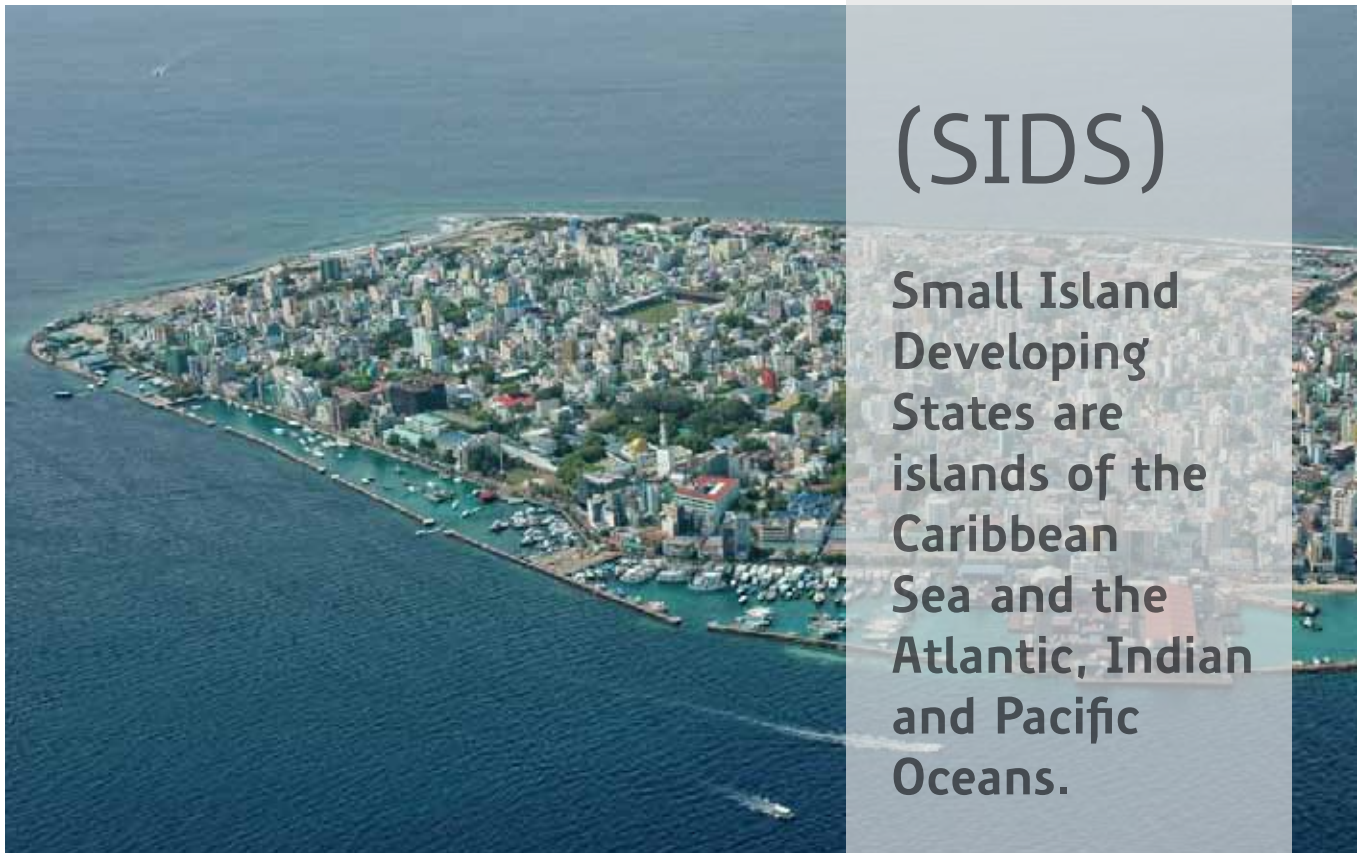 (SIDS)
Small Island
Developing
States are
islands of the
Caribbean
Sea and the
Atlantic, Indian
and Pacific
Oceans.